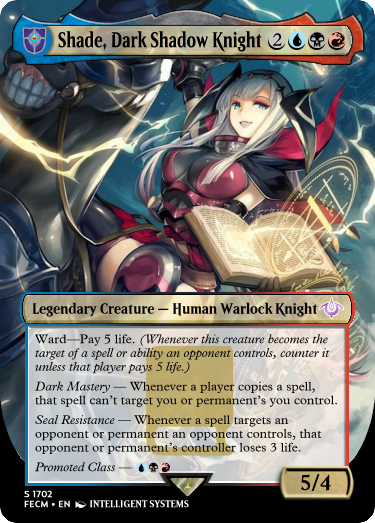 Shade, Dark Shadow Knight 2
Legendary Creature — Human Warlock Knight
Ward—Pay 5 life. (Whenever this creature becomes the
target of a spell or ability an opponent controls, counter it
unless that player pays 5 life.)
Dark Mastery — Whenever a player copies a spell,
that spell can't target you or permanent's you control.
Seal Resistance — Whenever a spell targets an
opponent or permanent an opponent controls, that
opponent or permanent's controller loses 3 life.
Promoted Class —
5/4
S 1702
FECM • EN INTELLIGENT SYSTEMS